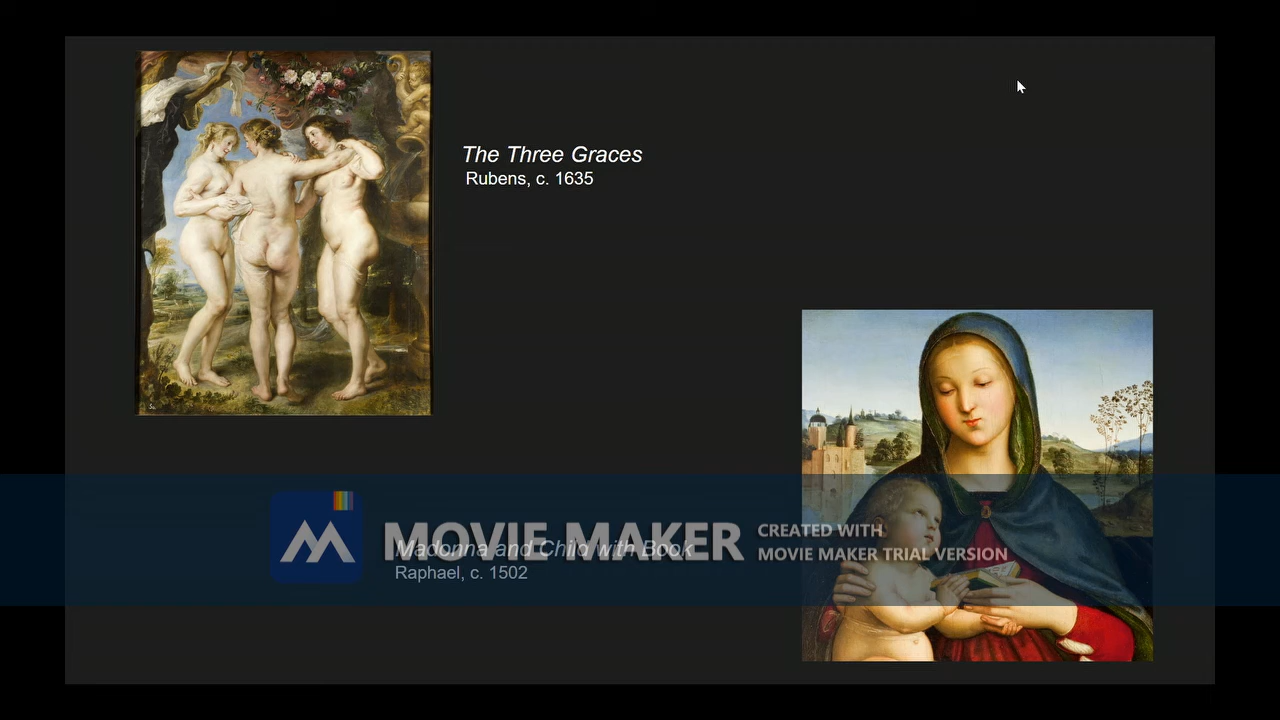 The Three Graces
Rubens, c. 1635
MOVIE MAKER
CREATED WITH
MOVIE MAKER TRIAL VERSION
Madonna and Child with Book
Raphael, c. 1502